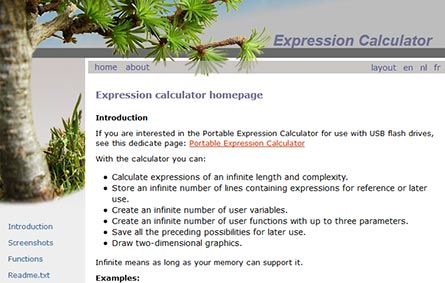 Expression Calculator
home about
layout en nl fr
Expression calculator homepage
Introduction
If you are interested in the Portable Expression Calculator for use with USB flash drives,
see this dedicate page: Portable Expression Calculator
With the calculator you can:
• Calculate expressions of an infinite length and complexity.
• Store an infinite number of lines containing expressions for reference or later
use.
• Create an infinite number of user variables.
• Create an infinite number of user functions with up to three parameters.
• Save all the preceding possibilities for later use.
• Draw two-dimensional graphics.
Infinite means as long as your memory can support it.
Examples:
Introduction
Screenshots
Functions
Readme.txt